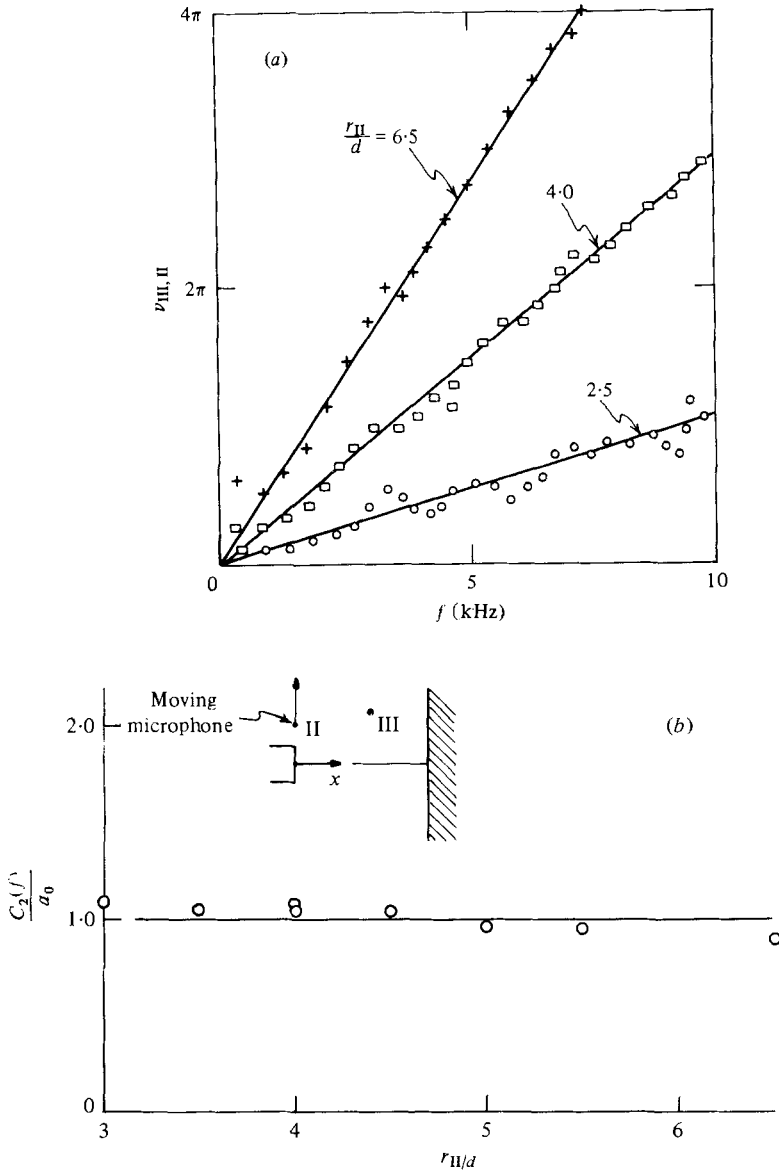 4π
(a)
r_II/d = 6·5
4·0
ν_III, II
2π
2·5
0
5
10
f (kHz)
Moving
microphone
II
III
(b)
x
2·0
C_2(f)/a_0
1·0
0
3
4
5
6
r_II/d